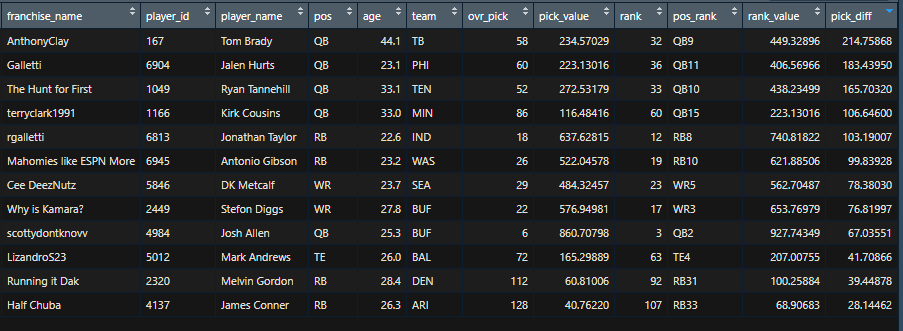 franchise_name player_id player_name pos age team ovr_pick pick_value rank pos_rank rank_value pick_diff
AnthonyClay 167 Tom Brady QB 44.1 TB 58 234.57029 32 QB9 449.32896 214.75868
Galletti 6904 Jalen Hurts QB 23.1 PHI 60 223.13016 36 QB11 406.56966 183.43950
The Hunt for First 1049 Ryan Tannehill QB 33.1 TEN 52 272.53179 33 QB10 438.23499 165.70320
terryclark1991 1166 Kirk Cousins QB 33.0 MIN 86 116.48416 60 QB15 223.13016 106.64600
rgalletti 6813 Jonathan Taylor RB 22.6 IND 18 637.62815 12 RB8 740.81822 103.19007
Mahomies like ESPN More 6945 Antonio Gibson RB 23.2 WAS 26 522.04578 19 RB10 621.88506 99.83928
Cee DeezNutz 5846 DK Metcalf WR 23.7 SEA 29 484.32457 23 WR5 562.70487 78.38030
Why is Kamara? 2449 Stefon Diggs WR 27.8 BUF 22 576.94981 17 WR3 653.76979 76.81997
scottydontknovv 4984 Josh Allen QB 25.3 BUF 6 860.70798 3 QB2 927.74349 67.03551
LizandroS23 5012 Mark Andrews TE 26.0 BAL 72 165.29889 63 TE4 207.00755 41.70866
Running it Dak 2320 Melvin Gordon RB 28.4 DEN 112 60.81006 92 RB31 100.25884 39.44878
Half Chuba 4137 James Conner RB 26.3 ARI 128 40.76220 107 RB33 68.90683 28.14462